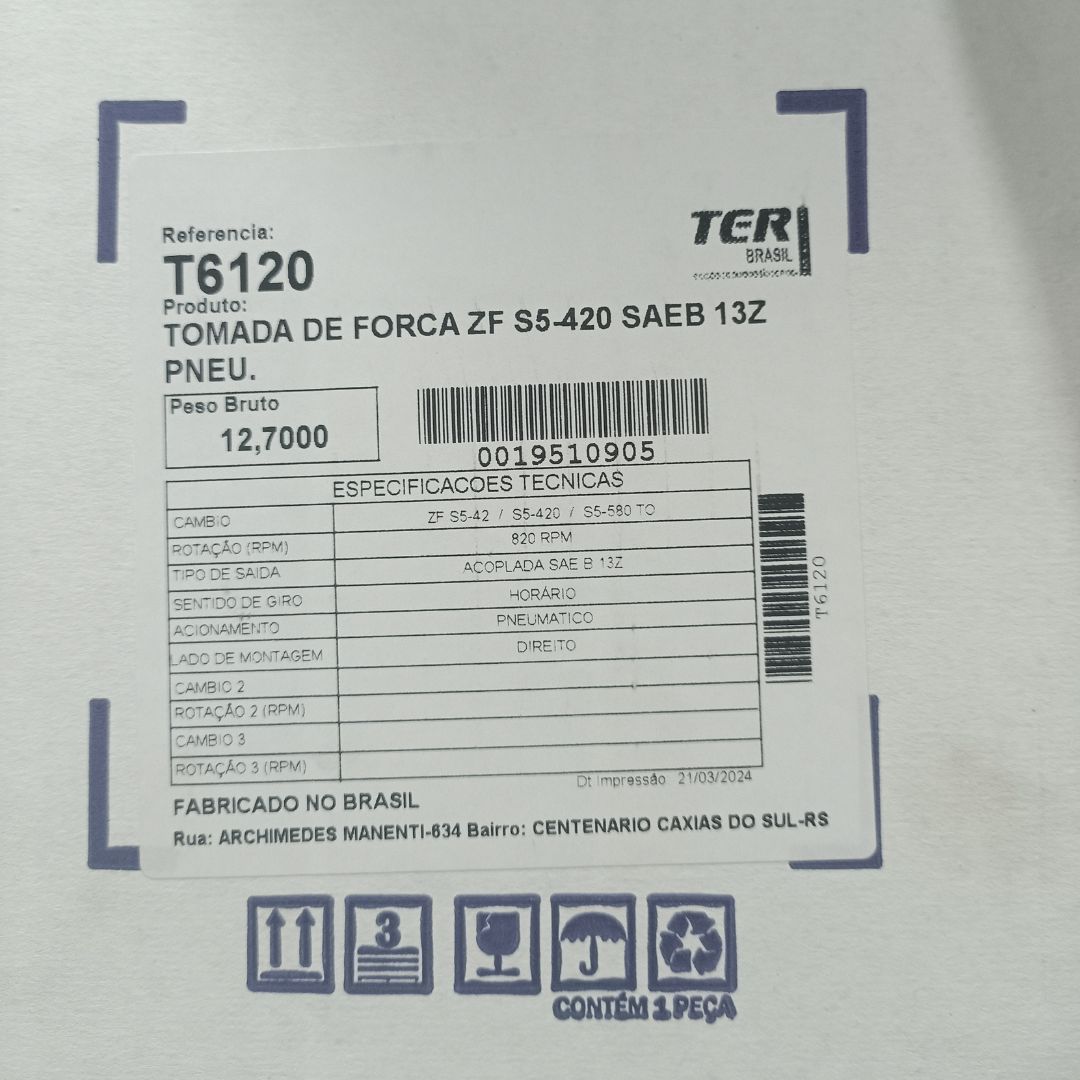 Referencia:
T6120
TER
BRASIL
Produto:
TOMADA DE FORCA ZF S5-420 SAEB 13Z
PNEU.
Peso Bruto
12,7000
0019510905
ESPECIFICACOES TECNICAS
CAMBIO ZF S5-42 / S5-420 / S5-580 TO
ROTAÇÃO (RPM) 820 RPM
TIPO DE SAIDA ACOPLADA SAE B 13Z
SENTIDO DE GIRO HORÁRIO
ACIONAMENTO PNEUMATICO
LADO DE MONTAGEM DIREITO
CAMBIO 2
ROTAÇÃO 2 (RPM)
CAMBIO 3
ROTAÇÃO 3 (RPM)
T6120
Dt Impressão 21/03/2024
FABRICADO NO BRASIL
Rua: ARCHIMEDES MANENTI-634 Bairro: CENTENARIO CAXIAS DO SUL-RS
3
CONTÉM 1 PEÇA